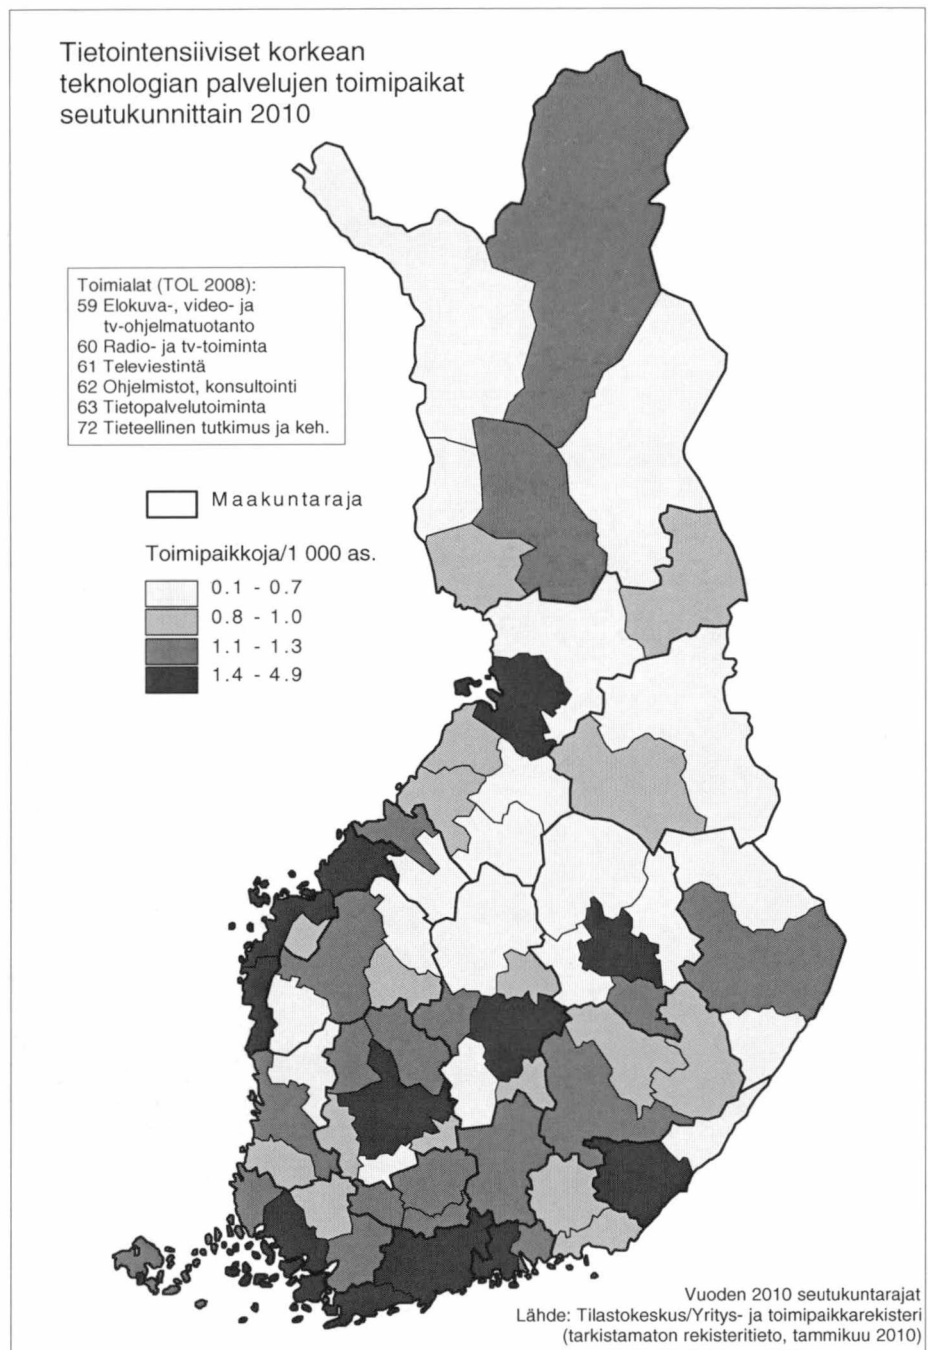 Tietointensiiviset korkean
teknologian palvelujen toimipaikat
seutukunnittain 2010
Toimialat (TOL 2008):
59 Elokuva-, video- ja
tv-ohjelmatuotanto
60 Radio- ja tv-toiminta
61 Televiestintä
62 Ohjelmistot, konsultointi
63 Tietopalvelutoiminta
72 Tieteellinen tutkimus ja keh.
Maakuntaraja
Toimipaikkoja/1 000 as.
0.1 - 0.7
0.8 - 1.0
1.1 - 1.3
1.4 - 4.9
Vuoden 2010 seutukuntarajat
Lähde: Tilastokeskus/Yritys- ja toimipaikkarekisteri
(tarkistamaton rekisteritieto, tammikuu 2010)